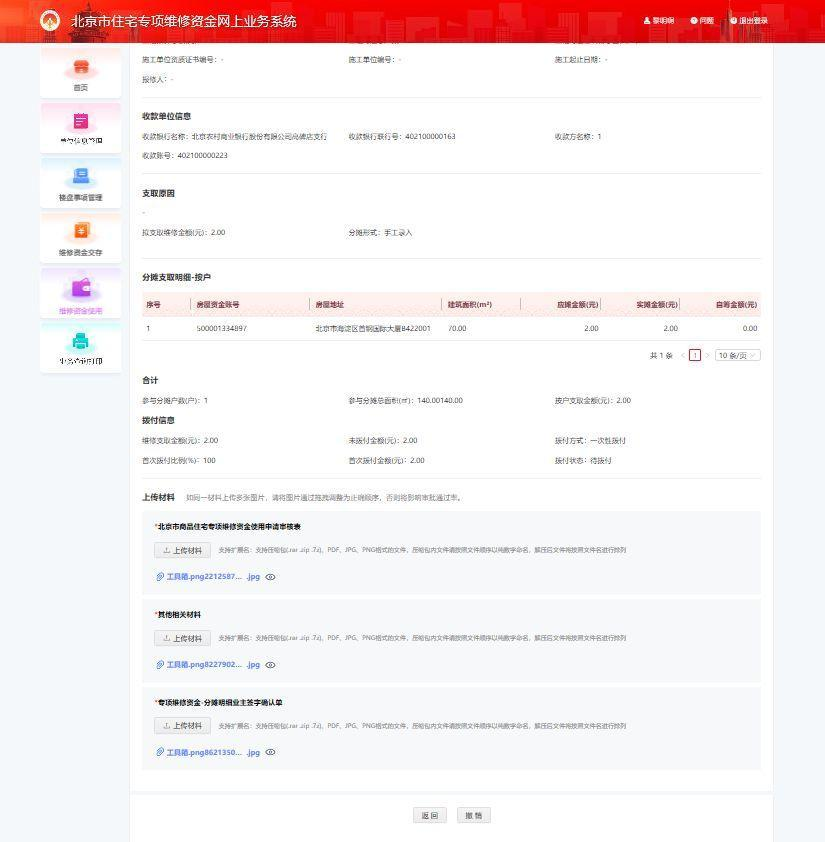 北京市住宅专项维修资金网上业务系统
黎明明 问题 退出登录
首页
单位信息管理
楼盘事项管理
维修资金交存
维修资金使用
业务查询打印
施工单位资质证书编号: - 施工单位编号: - 施工起止日期: -
报修人: -
收款单位信息
收款银行名称: 北京农村商业银行股份有限公司高碑店支行 收款银行联行号: 402100000163 收款方名称: 1
收款账号: 402100000223
支取原因
-
拟支取维修金额(元): 2.00 分摊形式: 手工录入
分摊支取明细-按户
序号 房屋资金账号 房屋地址 建筑面积(m²) 应摊金额(元) 实摊金额(元) 自筹金额(元)
1 500001334897 北京市海淀区首钢国际大厦B422001 70.00 2.00 2.00 0.00
共 1 条 < 1 > 10 条/页
合计
参与分摊户数(户): 1 参与分摊总面积(㎡): 140.00140.00 按户支取金额(元): 2.00
拨付信息
维修支取金额(元): 2.00 未拨付金额(元): 2.00 拨付方式: 一次性拨付
首次拨付比例(%): 100 首次拨付金额(元): 2.00 拨付状态: 待拨付
上传材料 如同一材料上传多张图片，请将图片通过拖拽调整为正确顺序，否则将影响审批通过率。
*北京市商品住宅专项维修资金使用申请审核表
上传材料 支持扩展名: 支持压缩包(.rar .zip .7z)、PDF、JPG、PNG格式的文件，压缩包内文件请按照文件顺序以纯数字命名，解压后文件将按照文件名进行排列
工具箱.png2212587... .jpg
*其他相关材料
上传材料 支持扩展名: 支持压缩包(.rar .zip .7z)、PDF、JPG、PNG格式的文件，压缩包内文件请按照文件顺序以纯数字命名，解压后文件将按照文件名进行排列
工具箱.png8227902... .jpg
*专项维修资金-分摊明细业主签字确认单
上传材料 支持扩展名: 支持压缩包(.rar .zip .7z)、PDF、JPG、PNG格式的文件，压缩包内文件请按照文件顺序以纯数字命名，解压后文件将按照文件名进行排列
工具箱.png8621350... .jpg
返 回 撤 销